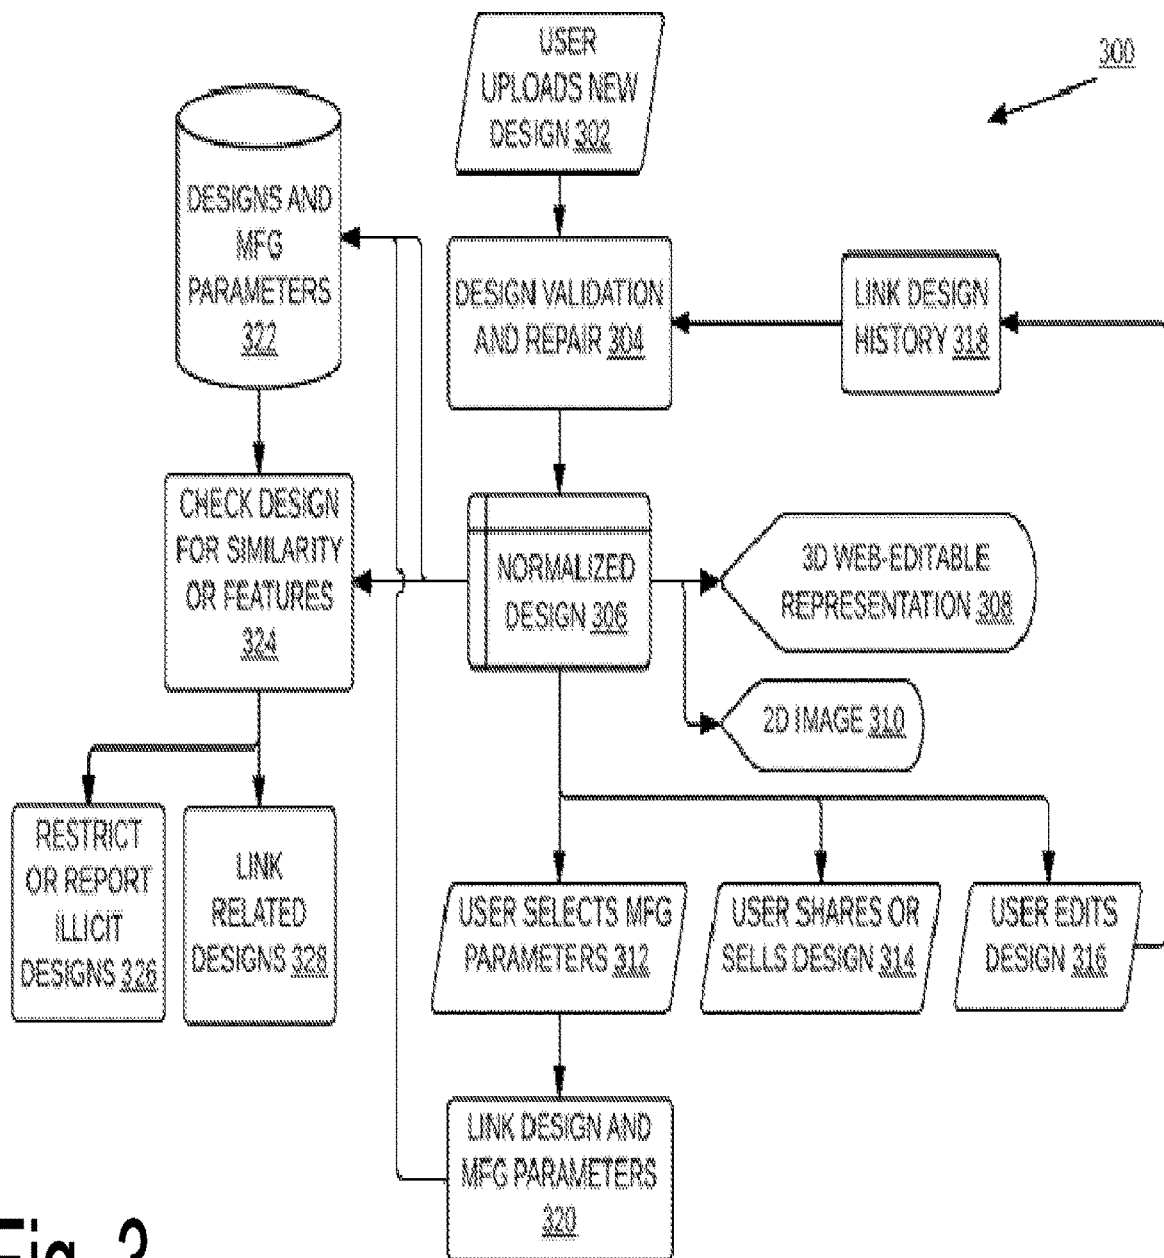 300
USER
UPLOADS NEW
DESIGN 302
DESIGNS AND
MFG
PARAMETERS
322
DESIGN VALIDATION
AND REPAIR 304
LINK DESIGN
HISTORY 318
CHECK DESIGN
FOR SIMILARITY
OR FEATURES
324
NORMALIZED
DESIGN 306
3D WEB-EDITABLE
REPRESENTATION 308
2D IMAGE 310
RESTRICT
OR REPORT
ILLICIT
DESIGNS 326
LINK
RELATED
DESIGNS 328
USER SELECTS MFG
PARAMETERS 312
USER SHARES OR
SELLS DESIGN 314
USER EDITS
DESIGN 316
LINK DESIGN AND
MFG PARAMETERS
320